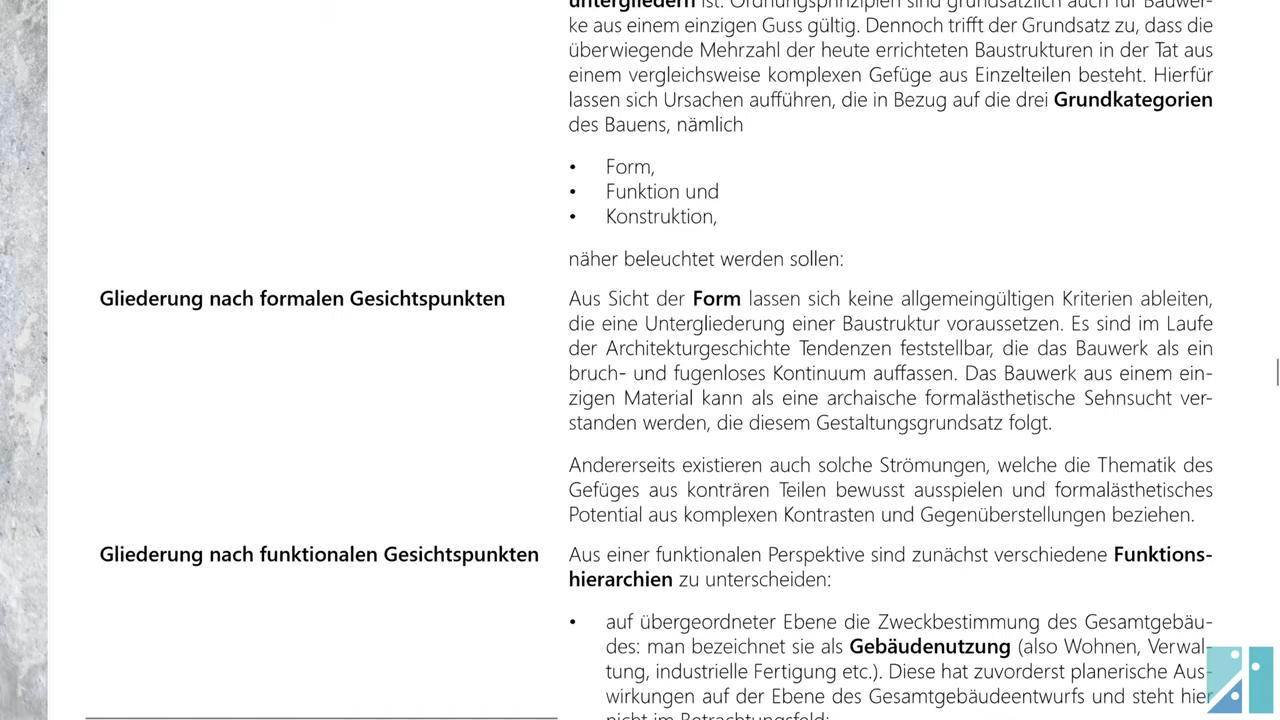 untergliedern ist. Ordnungsprinzipien sind grundsätzlich auch für Bauwer-
ke aus einem einzigen Guss gültig. Dennoch trifft der Grundsatz zu, dass die
überwiegende Mehrzahl der heute errichteten Baustrukturen in der Tat aus
einem vergleichsweise komplexen Gefüge aus Einzelteilen besteht. Hierfür
lassen sich Ursachen aufführen, die in Bezug auf die drei Grundkategorien
des Bauens, nämlich
• Form,
• Funktion und
• Konstruktion,
näher beleuchtet werden sollen:
Gliederung nach formalen Gesichtspunkten
Aus Sicht der Form lassen sich keine allgemeingültigen Kriterien ableiten,
die eine Untergliederung einer Baustruktur voraussetzen. Es sind im Laufe
der Architekturgeschichte Tendenzen feststellbar, die das Bauwerk als ein
bruch- und fugenloses Kontinuum auffassen. Das Bauwerk aus einem ein-
zigen Material kann als eine archaische formalästhetische Sehnsucht ver-
standen werden, die diesem Gestaltungsgrundsatz folgt.
Andererseits existieren auch solche Strömungen, welche die Thematik des
Gefüges aus konträren Teilen bewusst ausspielen und formalästhetisches
Potential aus komplexen Kontrasten und Gegenüberstellungen beziehen.
Gliederung nach funktionalen Gesichtspunkten
Aus einer funktionalen Perspektive sind zunächst verschiedene Funktions-
hierarchien zu unterscheiden:
• auf übergeordneter Ebene die Zweckbestimmung des Gesamtgebäu-
des: man bezeichnet sie als Gebäudenutzung (also Wohnen, Verwal-
tung, industrielle Fertigung etc.). Diese hat zuvorderst planerische Aus-
wirkungen auf der Ebene des Gesamtgebäudeentwurfs und steht hier
nicht im Betrachtungsfeld;